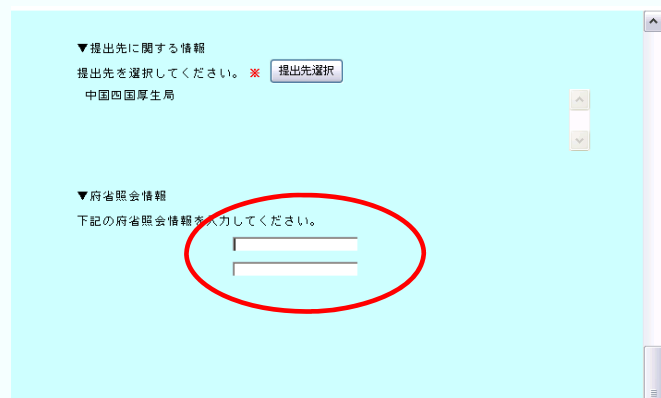 ▼提出先に関する情報
提出先を選択してください。 ※ 提出先選択
中国四国厚生局
▼府省照会情報
下記の府省照会情報を入力してください。